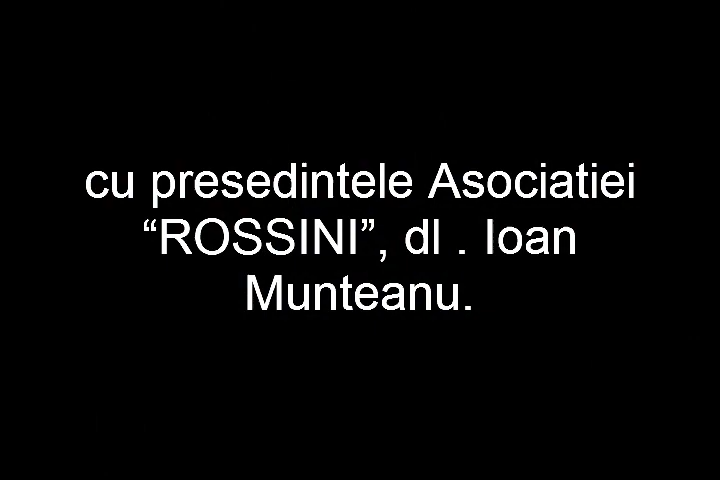 cu presedintele Asociatiei
“ROSSINI”, dl . Ioan
Munteanu.